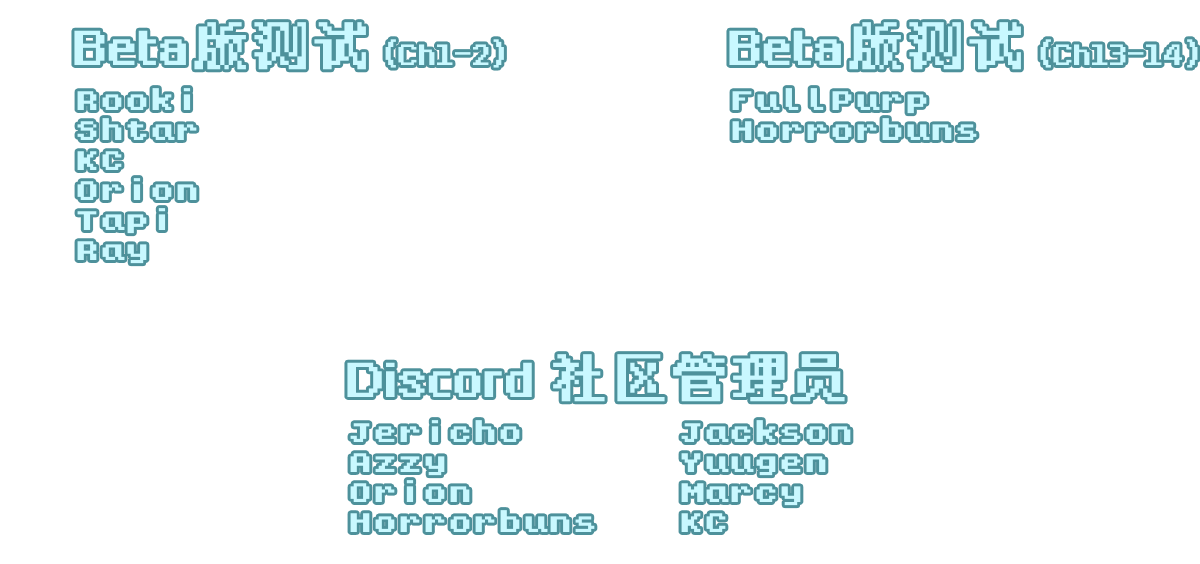 Beta版测试 (Ch1-2)
Rooki
Shtar
KC
Orion
Tapi
Ray
Beta版测试 (Ch13-14)
FullPurp
Horrorbuns
Discord 社区管理员
Jericho
Azzy
Orion
Horrorbuns
Jackson
Yuugen
Marcy
KC